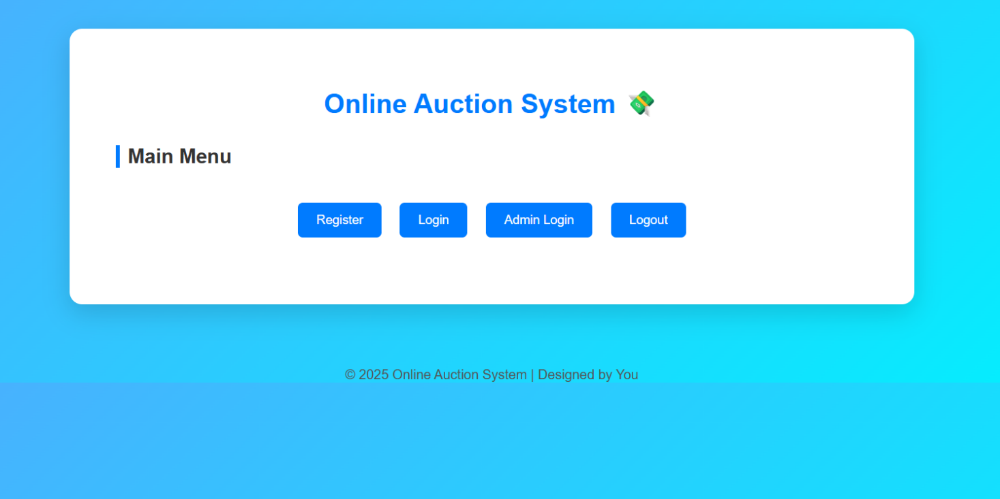 Online Auction System 💸
Main Menu
Register Login Admin Login Logout
© 2025 Online Auction System | Designed by You